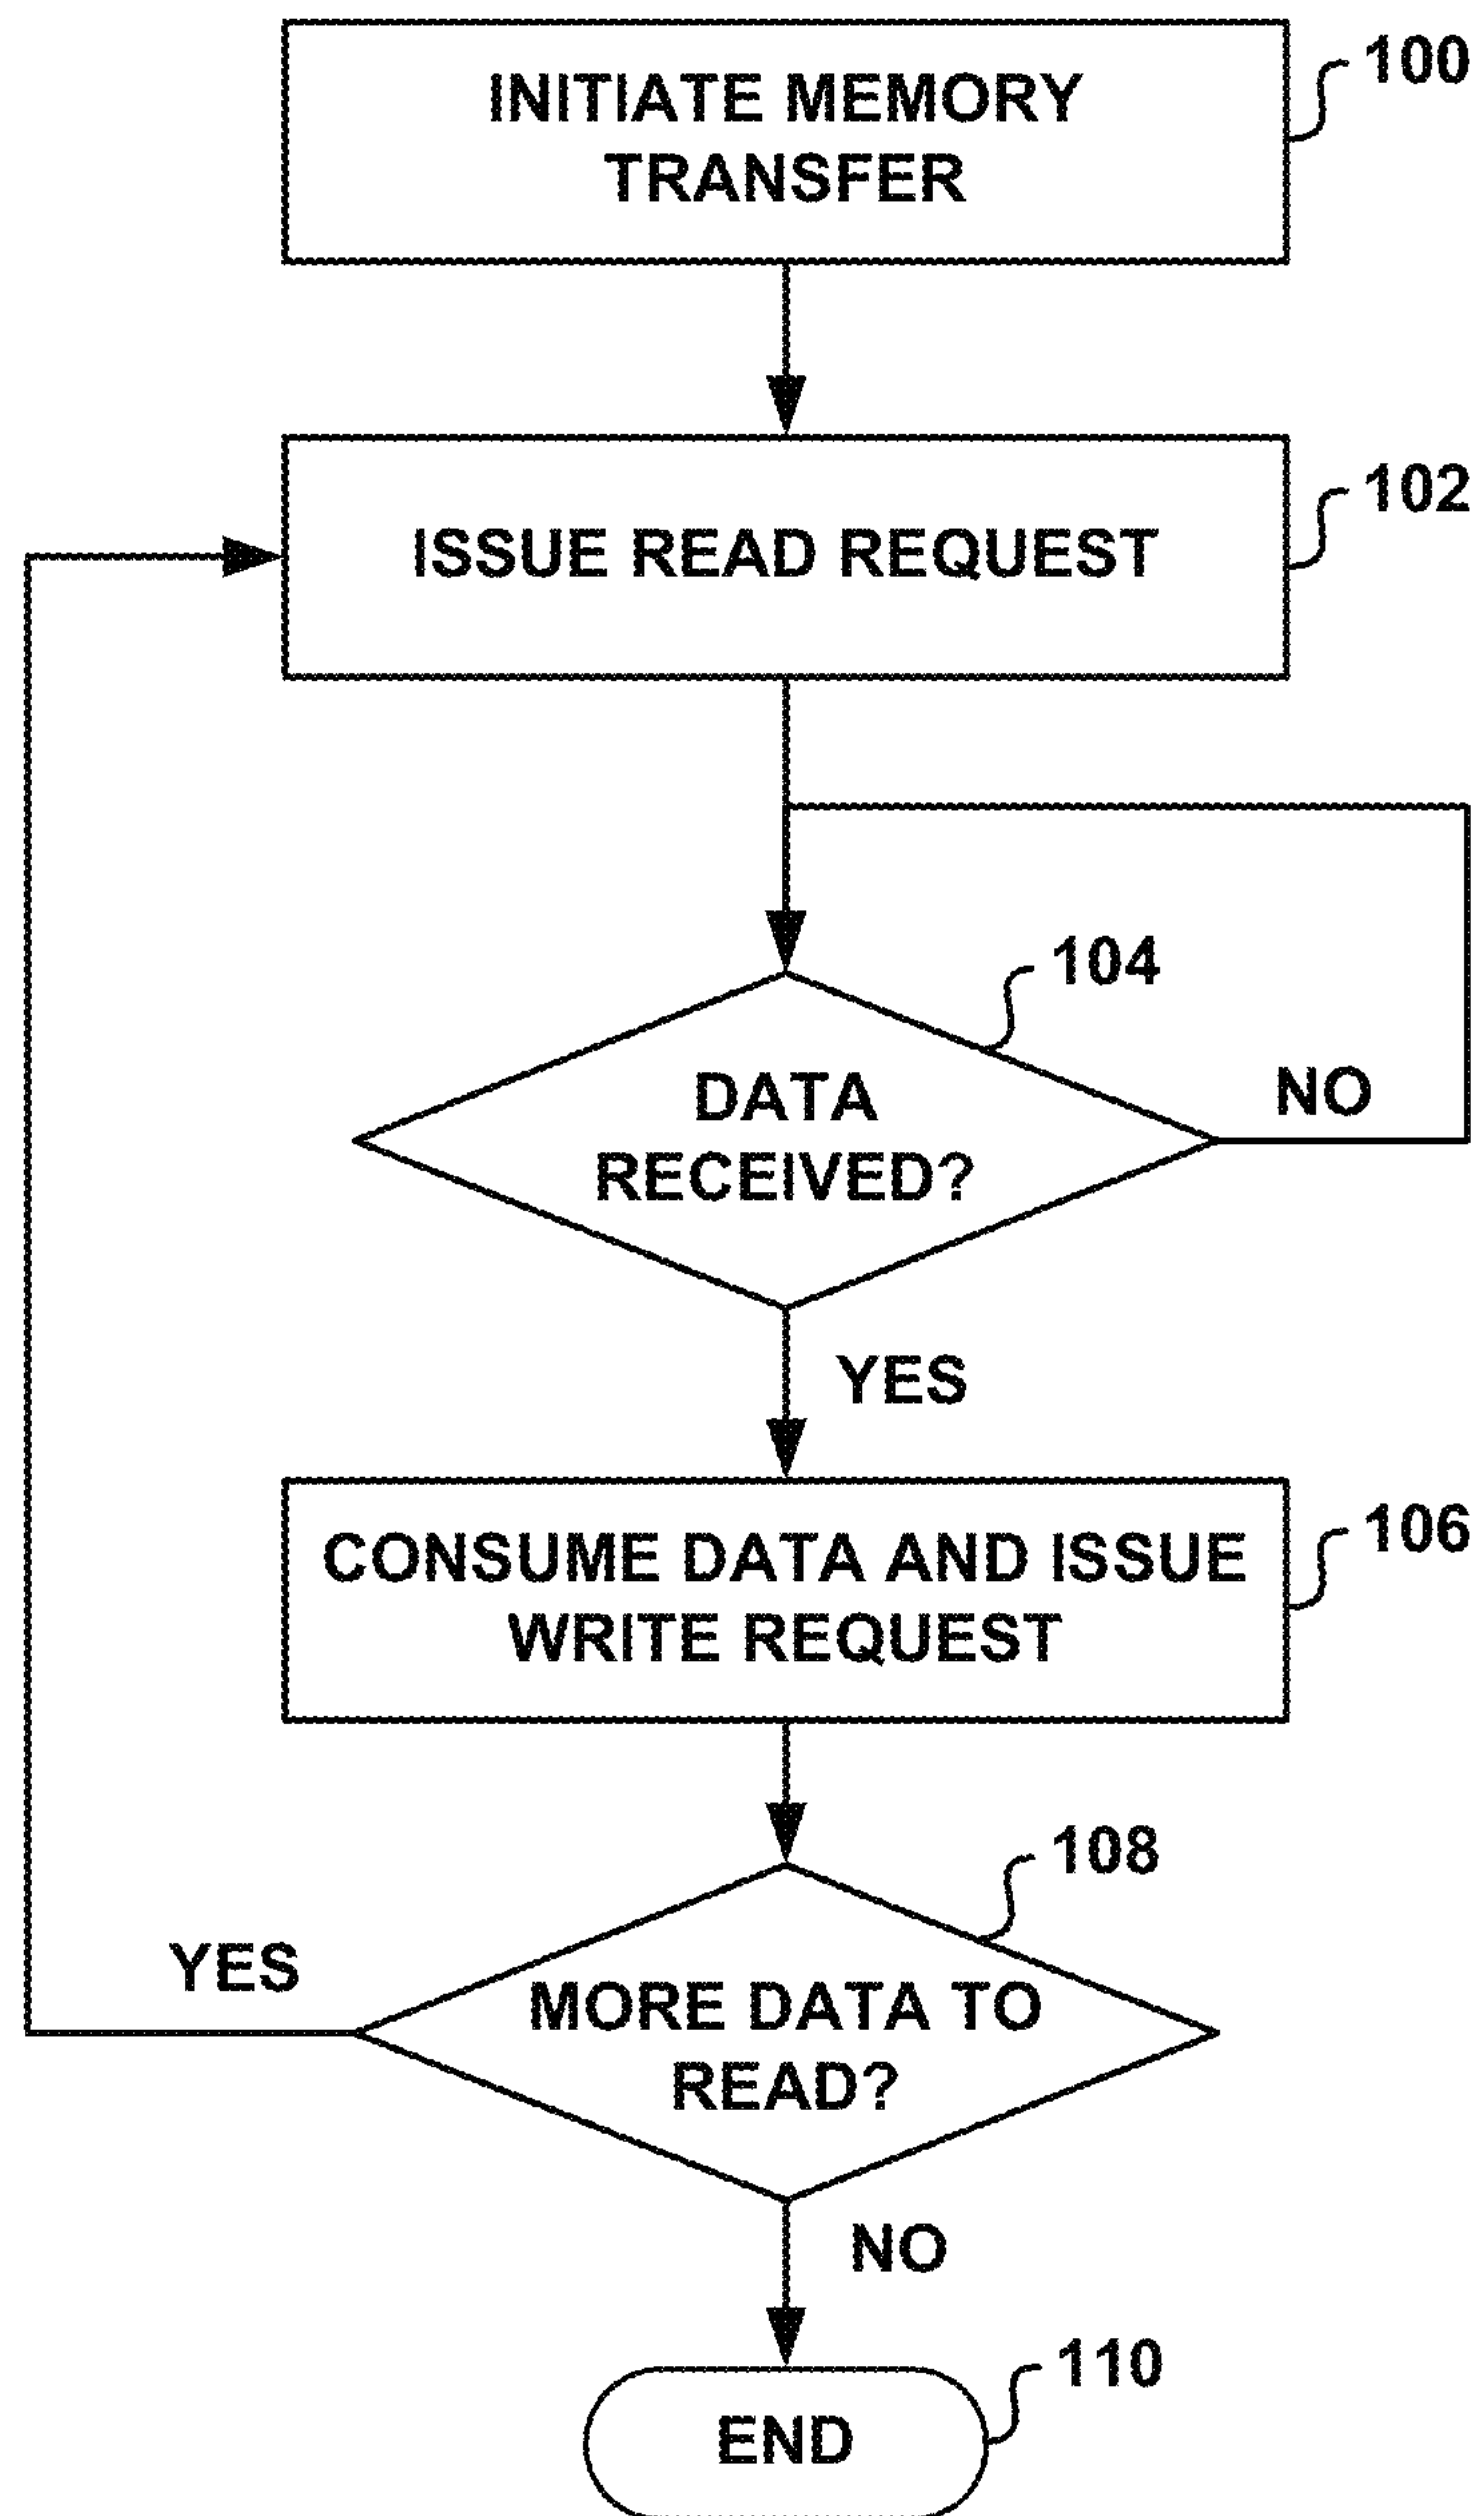 INITIATE MEMORY
TRANSFER
100
ISSUE READ REQUEST
102
104
DATA
RECEIVED?
NO
YES
CONSUME DATA AND ISSUE
WRITE REQUEST
106
108
MORE DATA TO
READ?
YES
NO
110
END